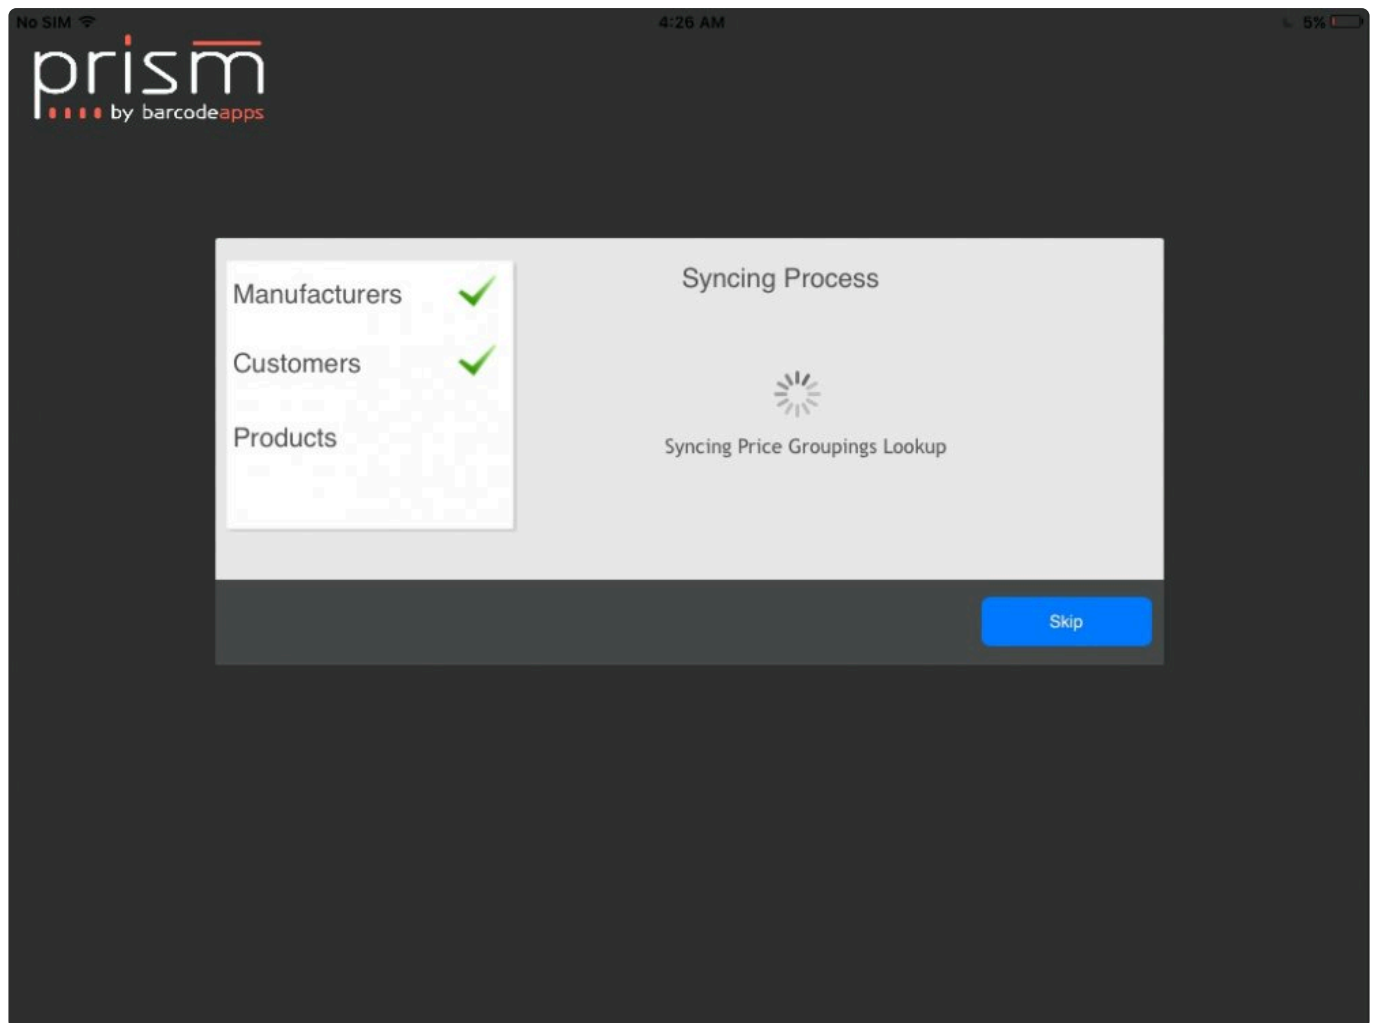 No SIM 4:26 AM 5%
prism
by barcodeapps
Syncing Process
Manufacturers
Customers
Products
Syncing Price Groupings Lookup
Skip